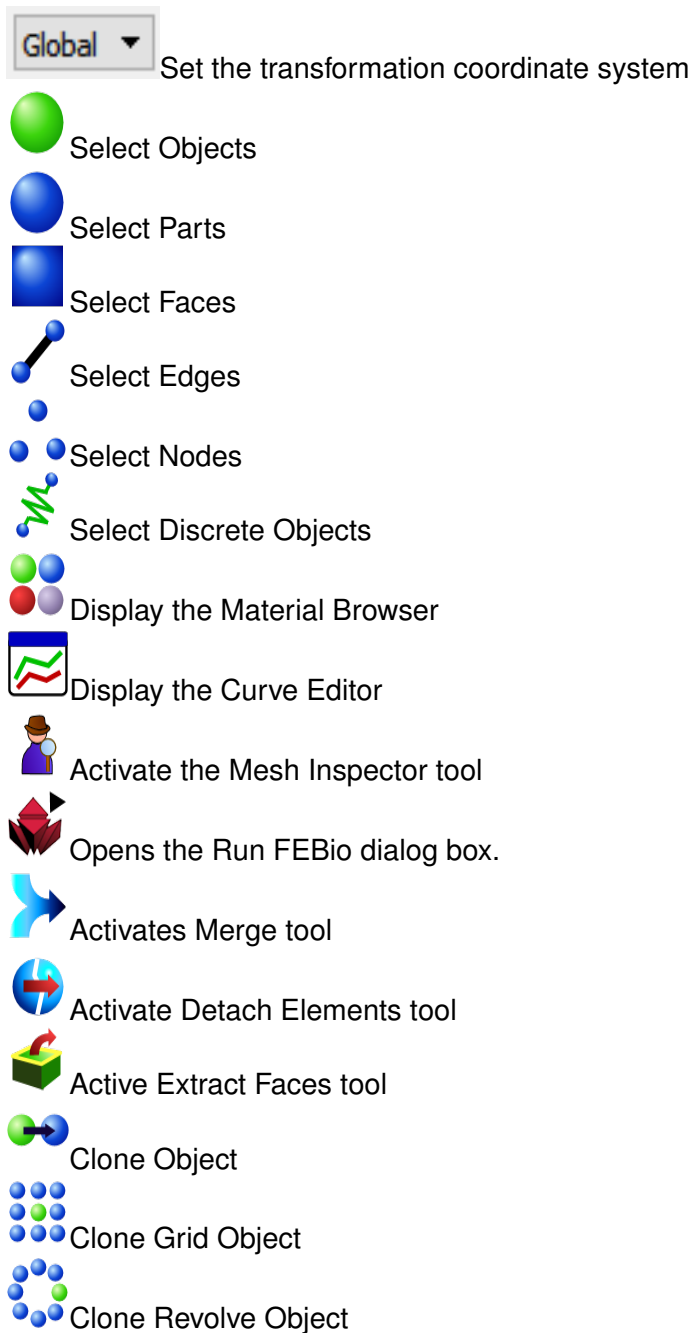 Global Set the transformation coordinate system
Select Objects
Select Parts
Select Faces
Select Edges
Select Nodes
Select Discrete Objects
Display the Material Browser
Display the Curve Editor
Activate the Mesh Inspector tool
Opens the Run FEBio dialog box.
Activates Merge tool
Activate Detach Elements tool
Active Extract Faces tool
Clone Object
Clone Grid Object
Clone Revolve Object